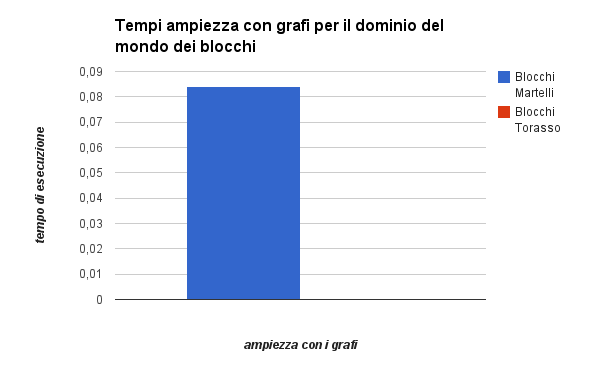 Tempi ampiezza con grafi per il dominio del
mondo dei blocchi
0,09
0,08
0,07
0,06
0,05
0,04
0,03
0,02
0,01
0
tempo di esecuzione
ampiezza con i grafi
Blocchi
Martelli
Blocchi
Torasso